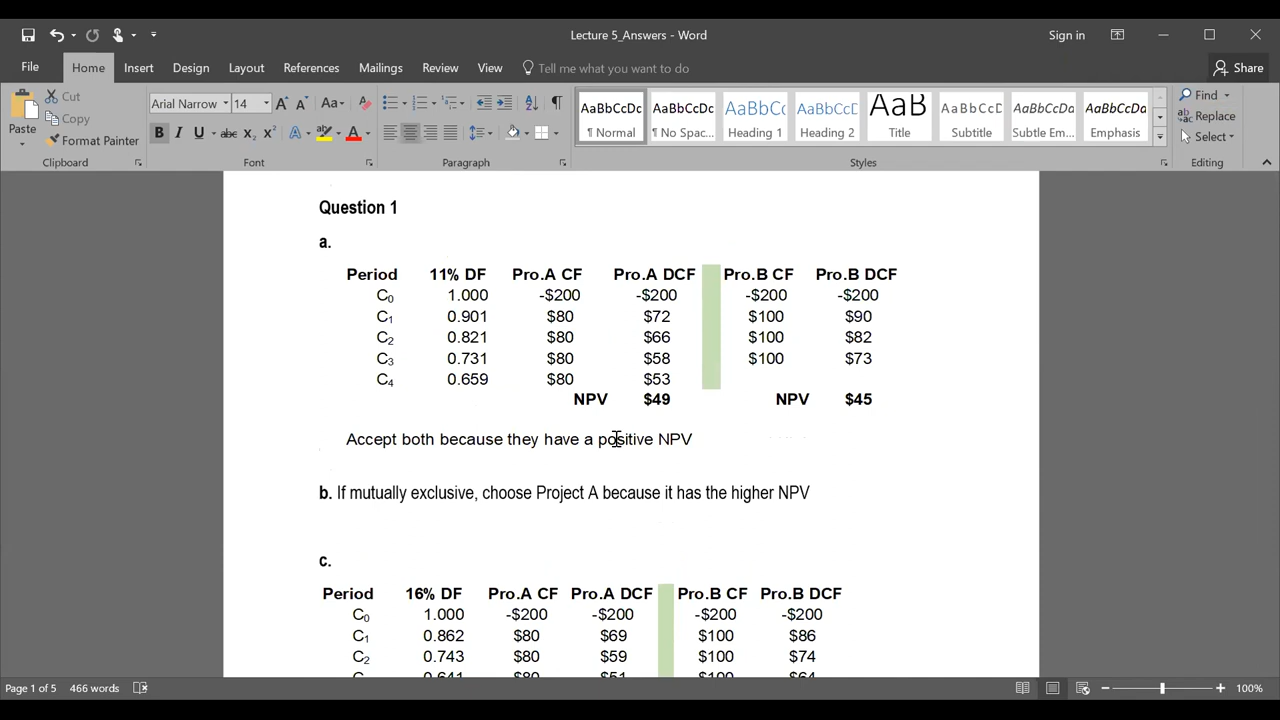 Lecture 5_Answers - Word
Sign in
File Home Insert Design Layout References Mailings Review View Tell me what you want to do Share
Paste
Cut
Copy
Format Painter
Clipboard
Arial Narrow 14
Font
Paragraph
AaBbCcDc AaBbCcDc AaBbCc AaBbCcD AaB AaBbCcD AaBbCcDd AaBbCcDd
¶ Normal ¶ No Spac... Heading 1 Heading 2 Title Subtitle Subtle Em... Emphasis
Styles
Find
Replace
Select
Editing
Question 1
a.
Period 11% DF Pro.A CF Pro.A DCF Pro.B CF Pro.B DCF
C0 1.000 -$200 -$200 -$200 -$200
C1 0.901 $80 $72 $100 $90
C2 0.821 $80 $66 $100 $82
C3 0.731 $80 $58 $100 $73
C4 0.659 $80 $53
NPV $49 NPV $45
Accept both because they have a positive NPV
b. If mutually exclusive, choose Project A because it has the higher NPV
c.
Period 16% DF Pro.A CF Pro.A DCF Pro.B CF Pro.B DCF
C0 1.000 -$200 -$200 -$200 -$200
C1 0.862 $80 $69 $100 $86
C2 0.743 $80 $59 $100 $74
Page 1 of 5 466 words 100%